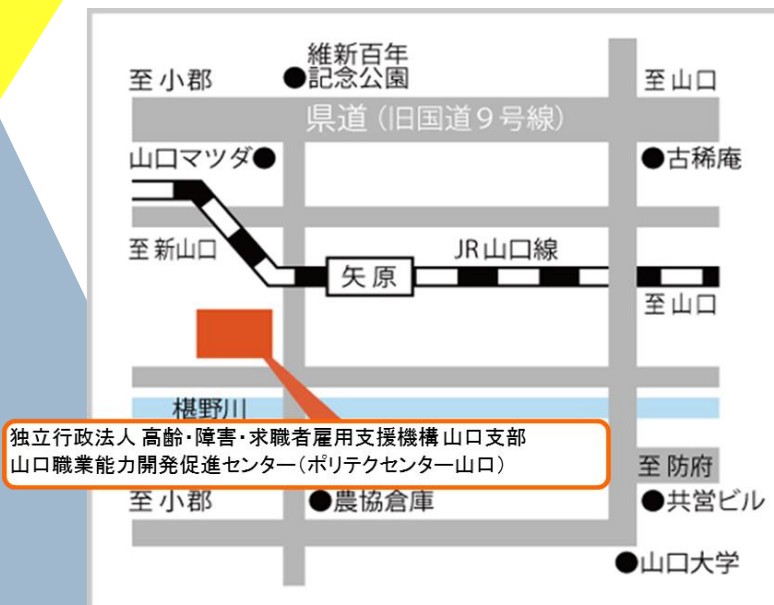 維新百年
記念公園
至 小郡
至 山口
県道（旧国道９号線）
山口マツダ
古稀庵
至 新山口
JR山口線
矢原
至 山口
椹野川
独立行政法人 高齢・障害・求職者雇用支援機構 山口支部
山口職業能力開発促進センター（ポリテクセンター山口）
至 防府
至 小郡
農協倉庫
共営ビル
山口大学